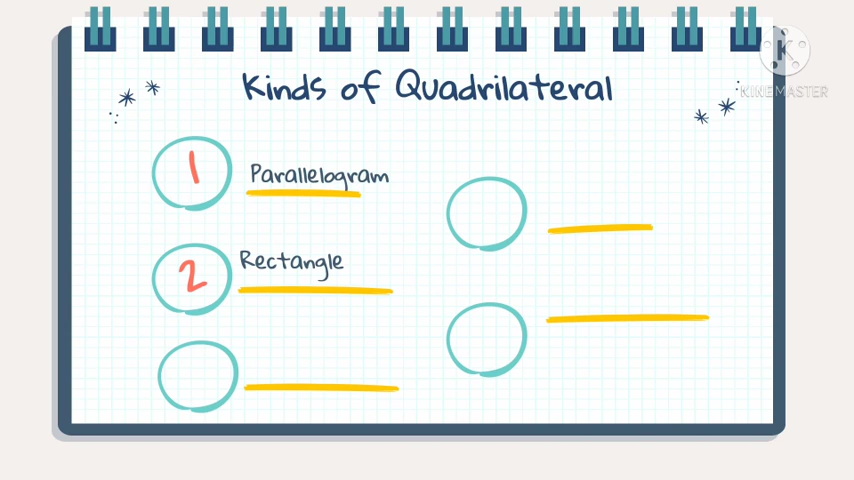 Kinds of Quadrilateral
K
KINEMASTER
1
Parallelogram
2
Rectangle